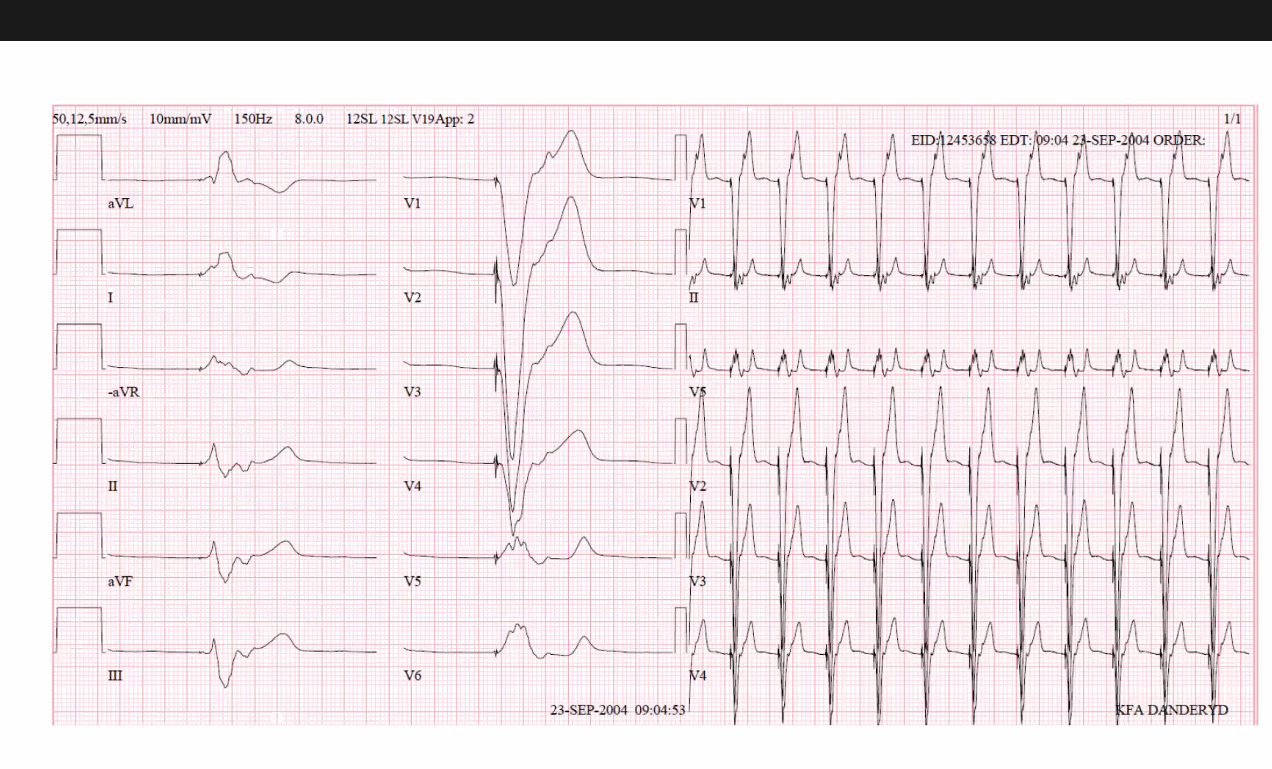 50,12,5mm/s 10mm/mV 150Hz 8.0.0 12SL 12SL V19App: 2 1/1
EID:12453658 EDT: 09:04 23-SEP-2004 ORDER:
aVL V1 V1
I V2 II
-aVR V3 V5
II V4 V2
aVF V5 V3
III V6 V4
23-SEP-2004 09:04:53 KFA DANDERYD